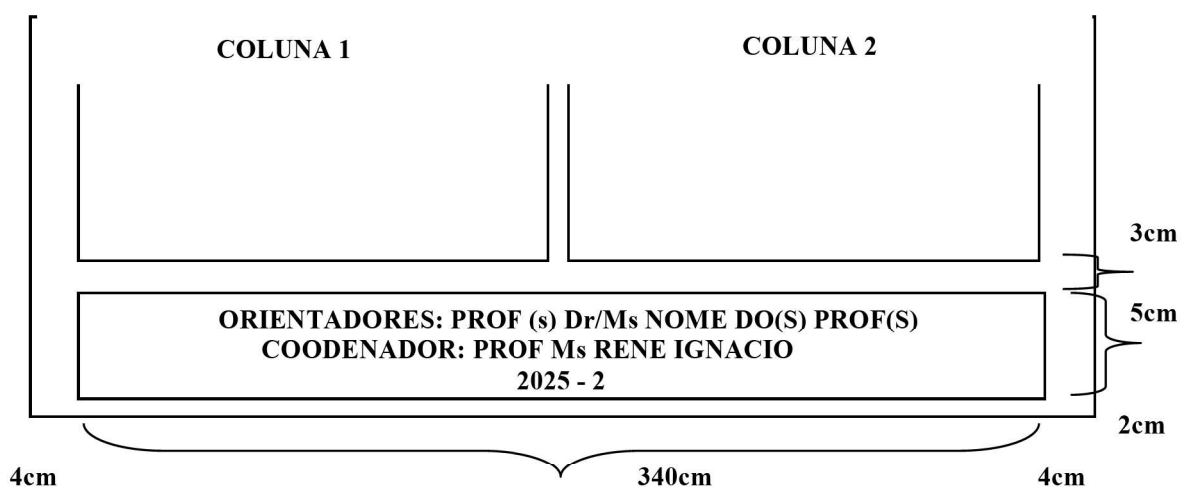 COLUNA 1
COLUNA 2
3cm
5cm
ORIENTADORES: PROF (s) Dr/Ms NOME DO(S) PROF(S)
COODENADOR: PROF Ms RENE IGNACIO
2025 - 2
2cm
4cm
340cm
4cm